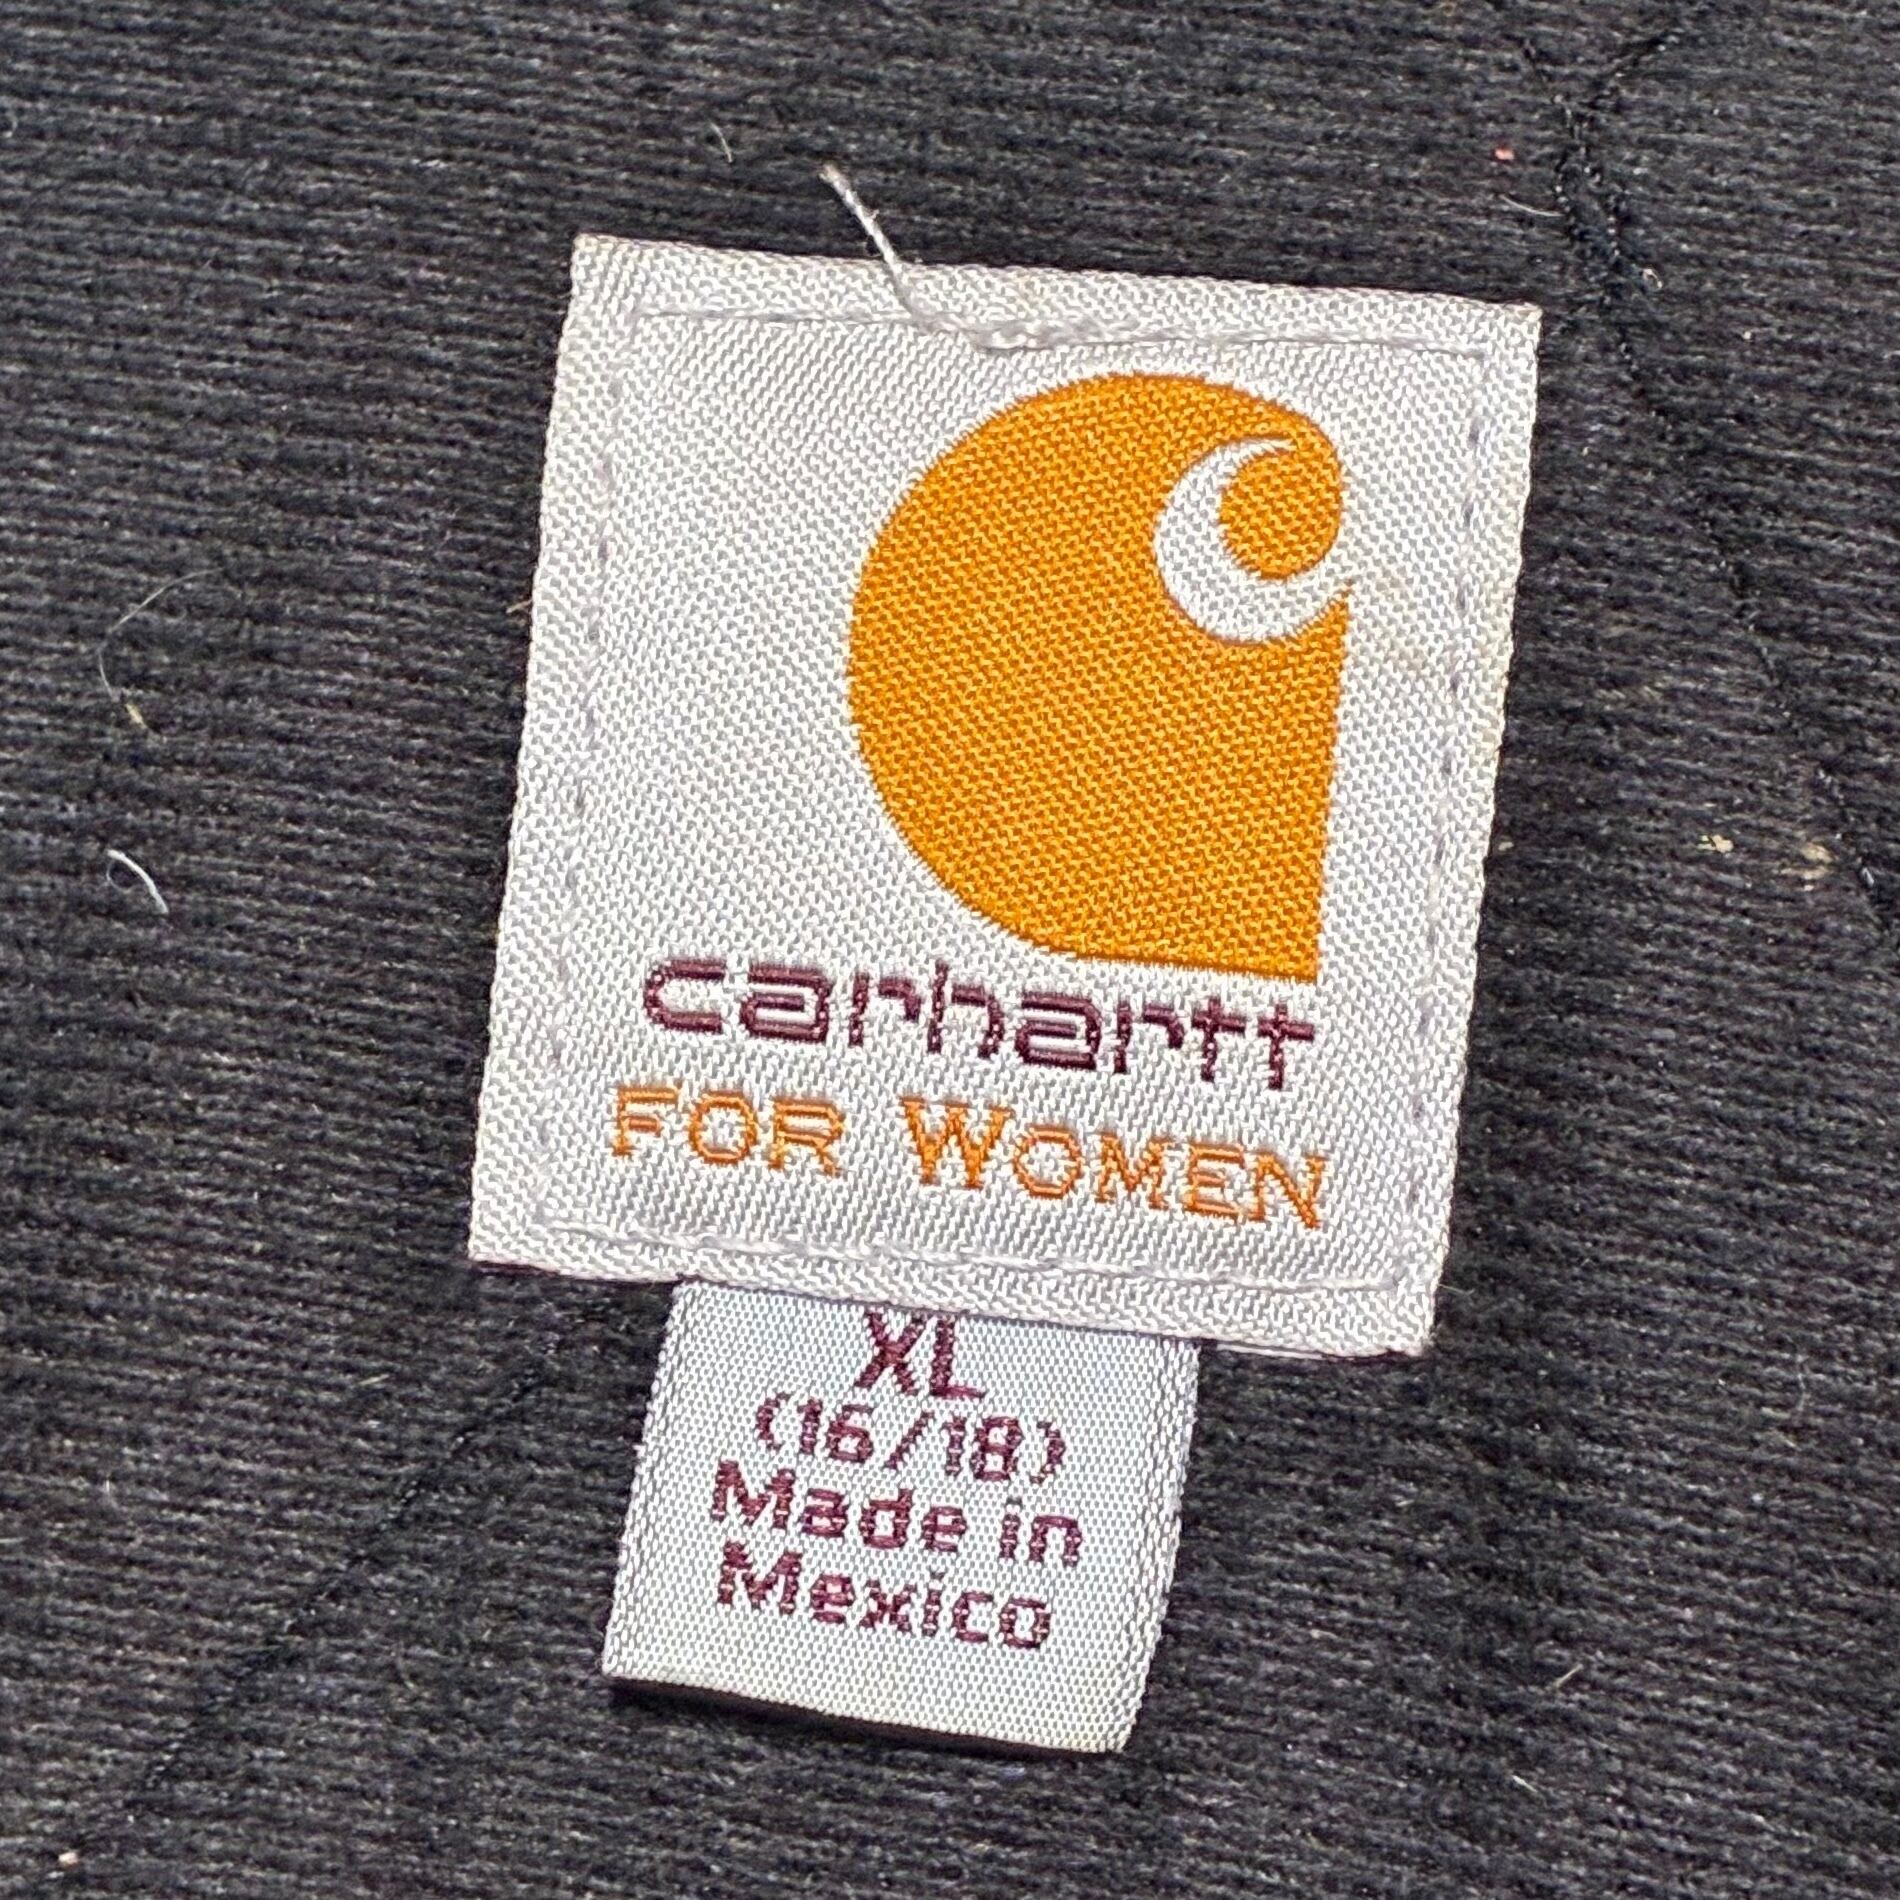 carhartt
FOR WOMEN
XL
(16/18)
Made in
Mexico